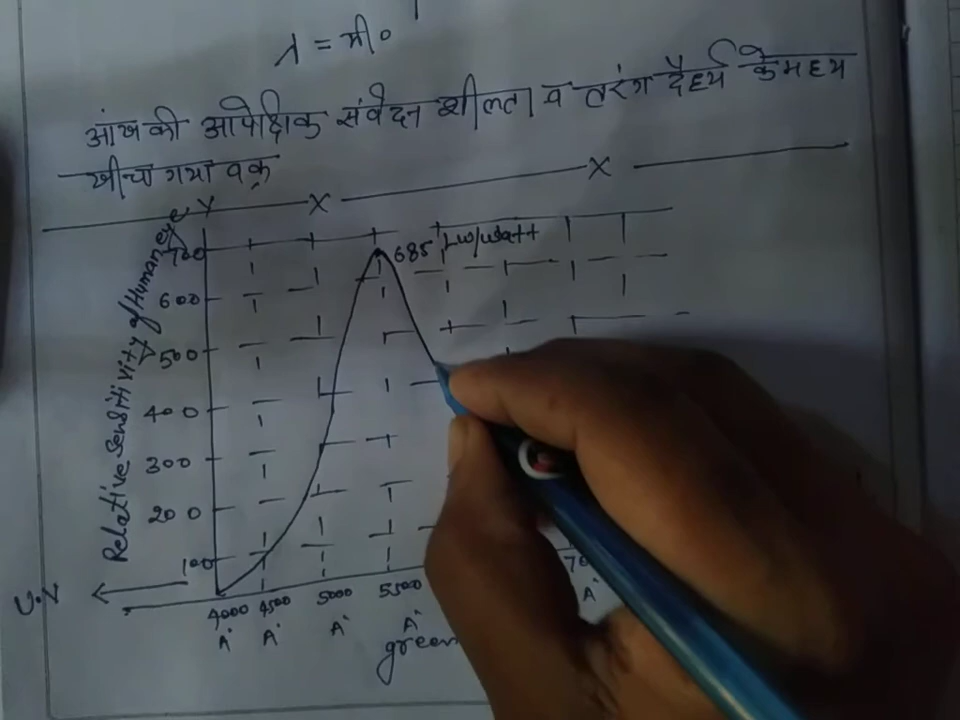 λ = मी०
आंख की आपेक्षिक संवेदन शीलता व तरंग दैर्ध्य के मध्य
खीचा गया वक्र
X X
Y
Relative Sensitivity of Human eye
700
685 Lu/watt
600
500
400
300
200
100
U.V
4000 4500 5000 5500
A° A° A° A° A°
green